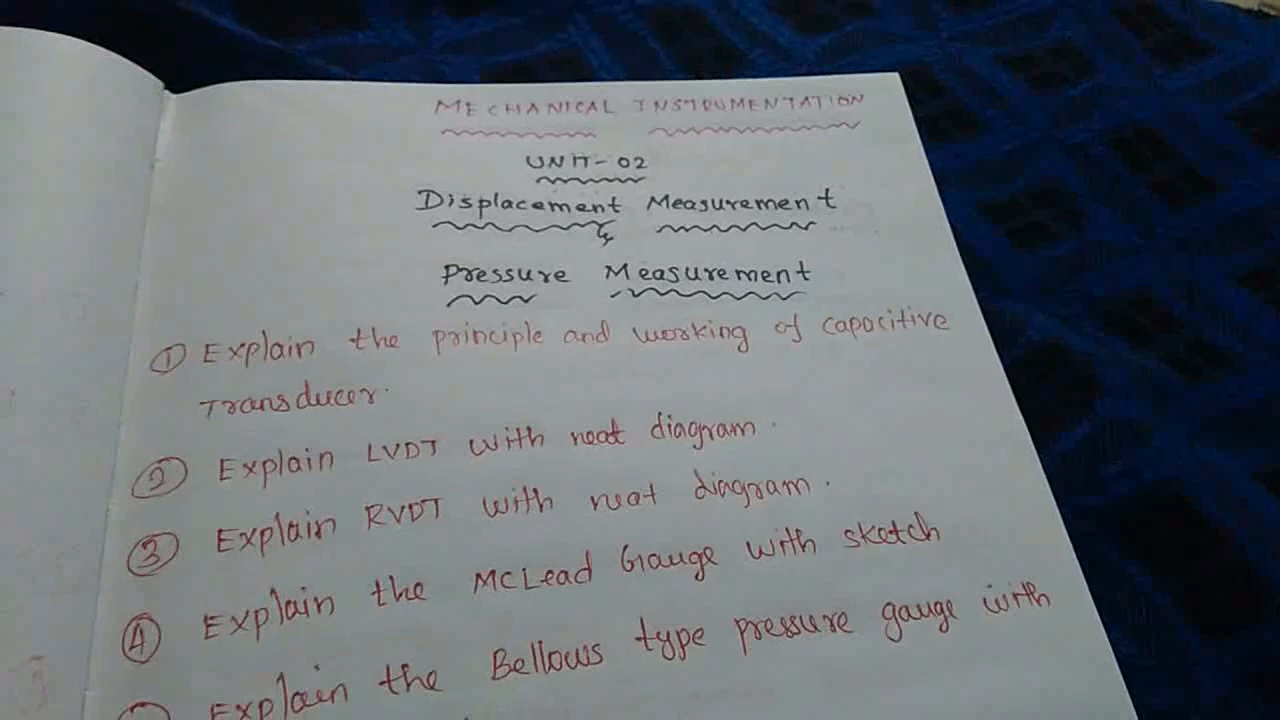 MECHANICAL INSTRUMENTATION
UNIT-02
Displacement Measurement
&
Pressure Measurement
① Explain the principle and working of capacitive
Transducer.
② Explain LVDT with neat diagram.
③ Explain RVDT with neat diagram.
④ Explain the McLead Gauge with sketch
Explain the Bellows type pressure gauge with